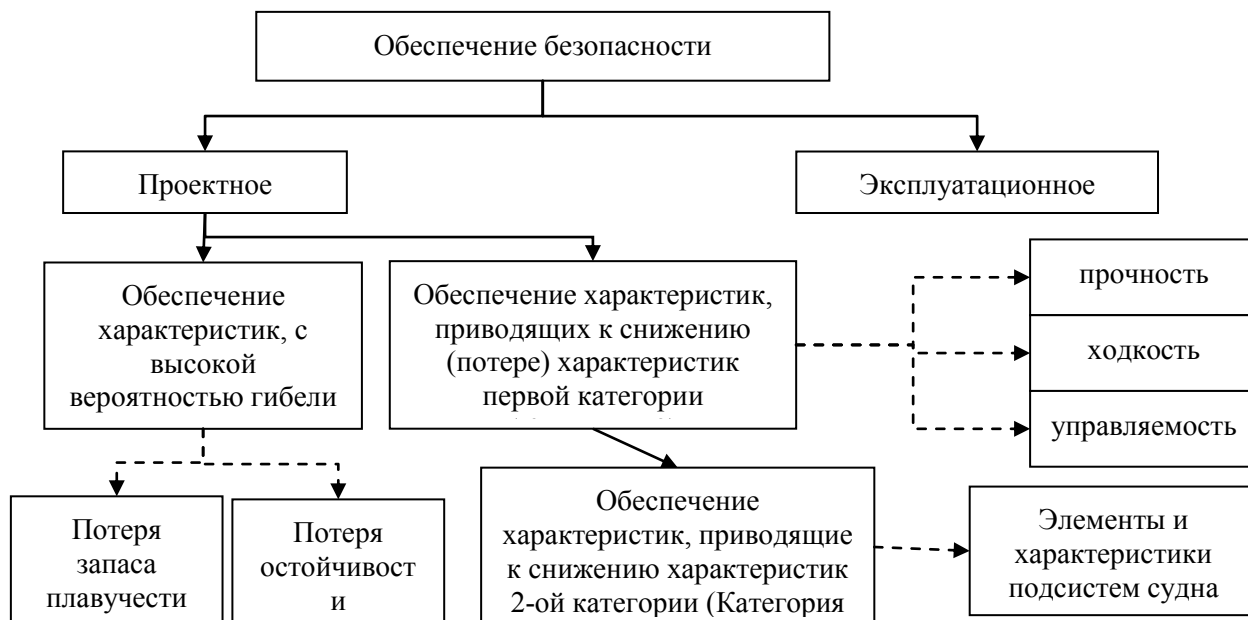 Обеспечение безопасности
Проектное
Эксплуатационное
Обеспечение
характеристик, с
высокой
вероятностью гибели
Обеспечение характеристик,
приводящих к снижению
(потере) характеристик
первой категории
прочность
ходкость
управляемость
Потеря
запаса
плавучести
Потеря
остойчивост
и
Обеспечение
характеристик, приводящие
к снижению характеристик
2-ой категории (Категория
Элементы и
характеристики
подсистем судна